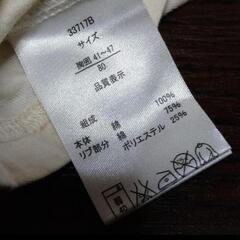 33717B
サイズ
胸囲 41～47
80
品質表示
組成
本体 綿 100%
リブ部分 綿 75%
ポリエステル 25%